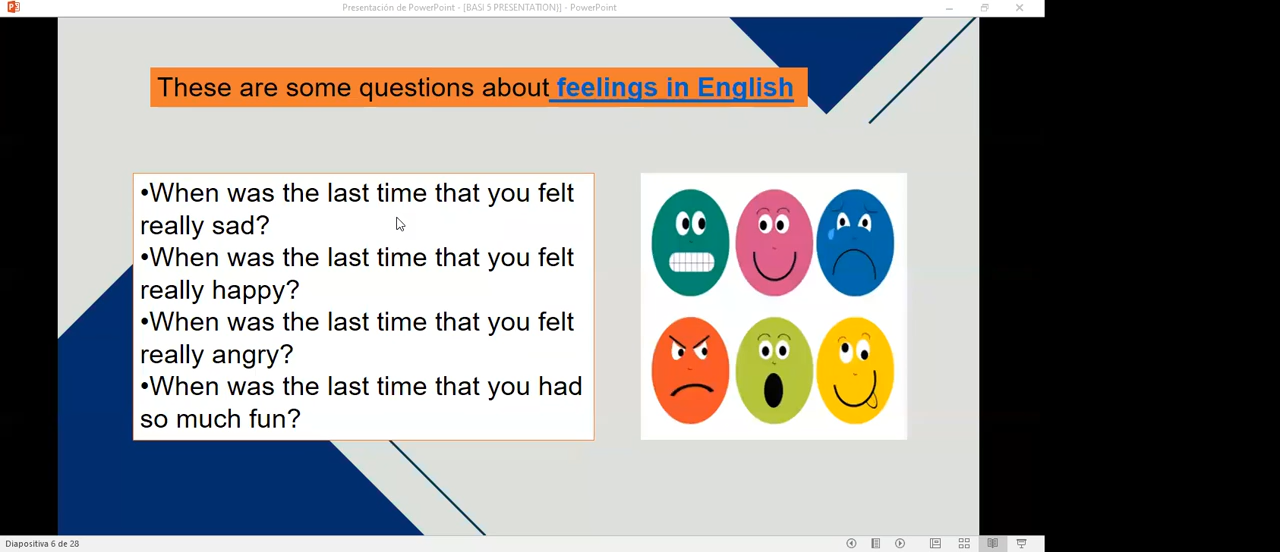 Presentación de PowerPoint - [BASI 5 PRESENTATION)] - PowerPoint
These are some questions about feelings in English
•When was the last time that you felt
really sad?
•When was the last time that you felt
really happy?
•When was the last time that you felt
really angry?
•When was the last time that you had
so much fun?
Diapositiva 6 de 28